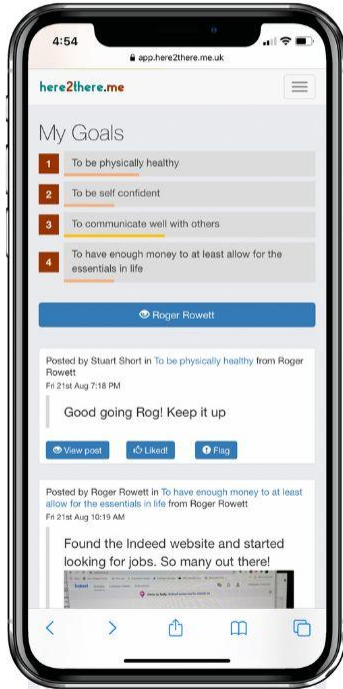 4:54
app.here2there.me.uk
here2there.me
My Goals
1 To be physically healthy
2 To be self confident
3 To communicate well with others
4 To have enough money to at least allow for the
essentials in life
Roger Rowett
Posted by Stuart Short in To be physically healthy from Roger
Rowett
Fri 21st Aug 7:18 PM
Good going Rog! Keep it up
View post Liked! Flag
Posted by Roger Rowett in To have enough money to at least
allow for the essentials in life from Roger Rowett
Fri 21st Aug 10:19 AM
Found the Indeed website and started
looking for jobs. So many out there!